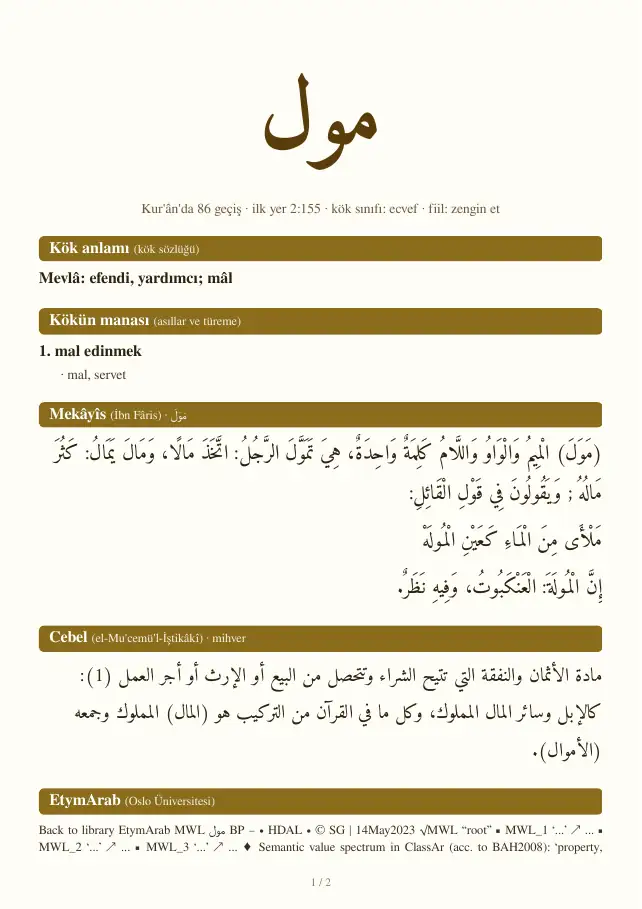 مول
Kur'ân'da 86 geçiş · ilk yer 2:155 · kök sınıfı: ecvef · fiil: zengin et
Kök anlamı (kök sözlüğü)
Mevlâ: efendi, yardımcı; mâl
Kökün manası (asıllar ve türeme)
1. mal edinmek
· mal, servet
Mekâyîs (İbn Fâris) · مَوَلَ
(مَوَلَ) الْمِيمُ وَالْوَاوُ وَاللَّامُ كَلِمَةٌ وَاحِدَةٌ، هِيَ تَمَوَّلَ الرَّجُلُ: اتَّخَذَ مَالًا، وَمَالَ يَمَالُ: كَثُرَ
مَالُهُ ; وَيَقُولُونَ فِي قَوْلِ الْقَائِلِ:
مَلْأَى مِنَ الْمَاءِ كَعَيْنِ الْمُولَهْ
إِنَّ الْمُولَةَ: الْعَنْكَبُوتُ، وَفِيهِ نَظَرٌ.
Cebel (el-Mu'cemü'l-İştikâkî) · mihver
مادة الأثمان والنفقة التي تتيح الشراء وتتحصل من البيع أو الإرث أو أجر العمل (1):
كالإبل وسائر المال المملوك، وكل ما في القرآن من التركيب هو (المال) المملوك وجمعه
(الأموال).
EtymArab (Oslo Üniversitesi)
Back to library EtymArab MWL مول BP – • HDAL • © SG | 14May2023 √MWL “root” ▪ MWL_1 ‘...’ ↗ ... ▪
MWL_2 ‘...’ ↗ ... ▪ MWL_3 ‘...’ ↗ ... ♦ Semantic value spectrum in ClassAr (acc. to BAH2008): ‘property,
1 / 2